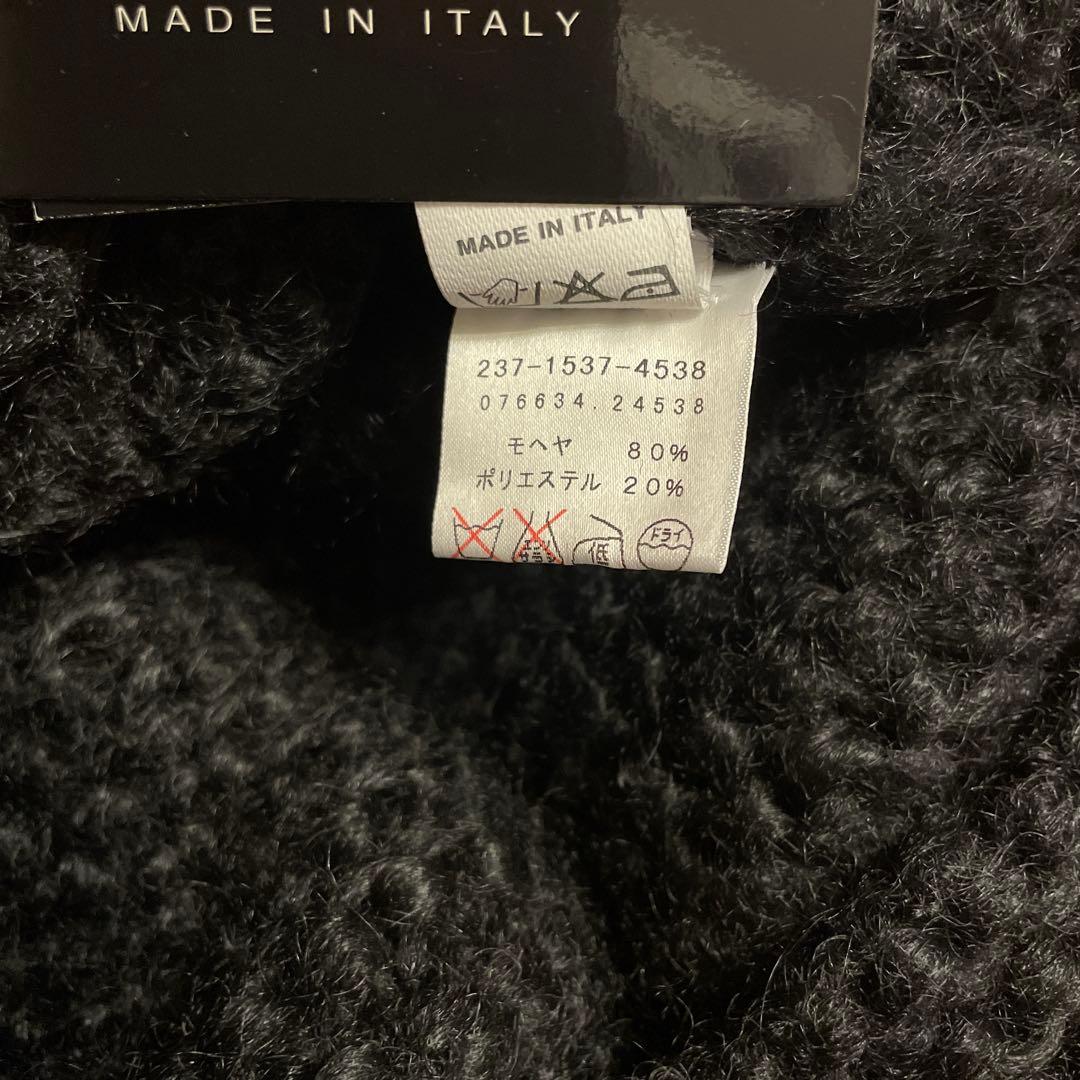 MADE IN ITALY
MADE IN ITALY
237-1537-4538
076634. 24538
モヘヤ 80%
ポリエステル 20%
低
ドライ